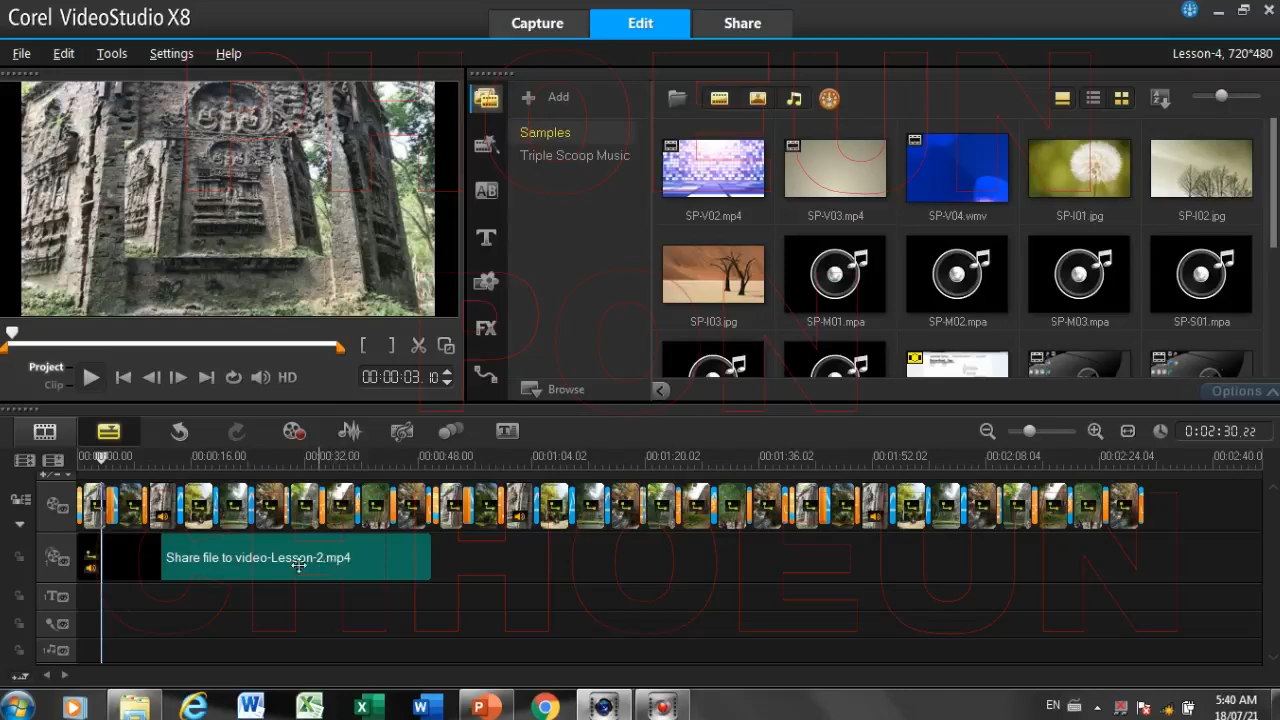 Corel VideoStudio X8
Capture
Edit
Share
File
Edit
Tools
Settings
Help
Lesson-4, 720*480
Add
Samples
Triple Scoop Music
Browse
SP-V02.mp4
SP-V03.mp4
SP-V04.wmv
SP-I01.jpg
SP-I02.jpg
SP-I03.jpg
SP-M01.mpa
SP-M02.mpa
SP-M03.mpa
SP-S01.mpa
AB
T
FX
Options
Project
Clip
HD
00:00:03.10
0:02:30.22
00:00:00.00
00:00:16.00
00:00:32.00
00:00:48.00
00:01:04.02
00:01:20.02
00:01:36.02
00:01:52.02
00:02:08.04
00:02:24.04
00:02:40.0
Share file to video-Lesson-2.mp4
PHOEUN
PON
CHHOEUN
EN
5:40 AM
18/07/21